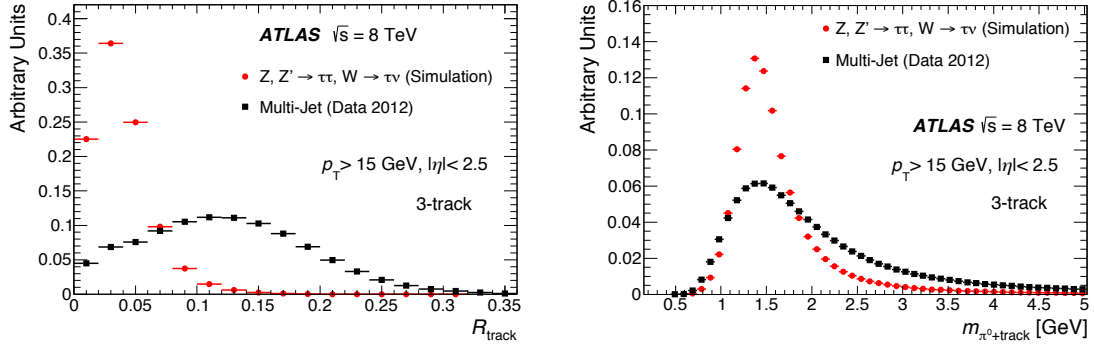 Arbitrary Units
0.4
0.35
0.3
0.25
0.2
0.15
0.1
0.05
0
ATLAS √s = 8 TeV
Z, Z' → ττ, W → τν (Simulation)
Multi-Jet (Data 2012)
p_T > 15 GeV, |η| < 2.5
3-track
0 0.05 0.1 0.15 0.2 0.25 0.3 0.35
R_track
Arbitrary Units
0.16
0.14
0.12
0.1
0.08
0.06
0.04
0.02
0
Z, Z' → ττ, W → τν (Simulation)
Multi-Jet (Data 2012)
ATLAS √s = 8 TeV
p_T > 15 GeV, |η| < 2.5
3-track
0.5 1 1.5 2 2.5 3 3.5 4 4.5 5
m_π⁰+track [GeV]